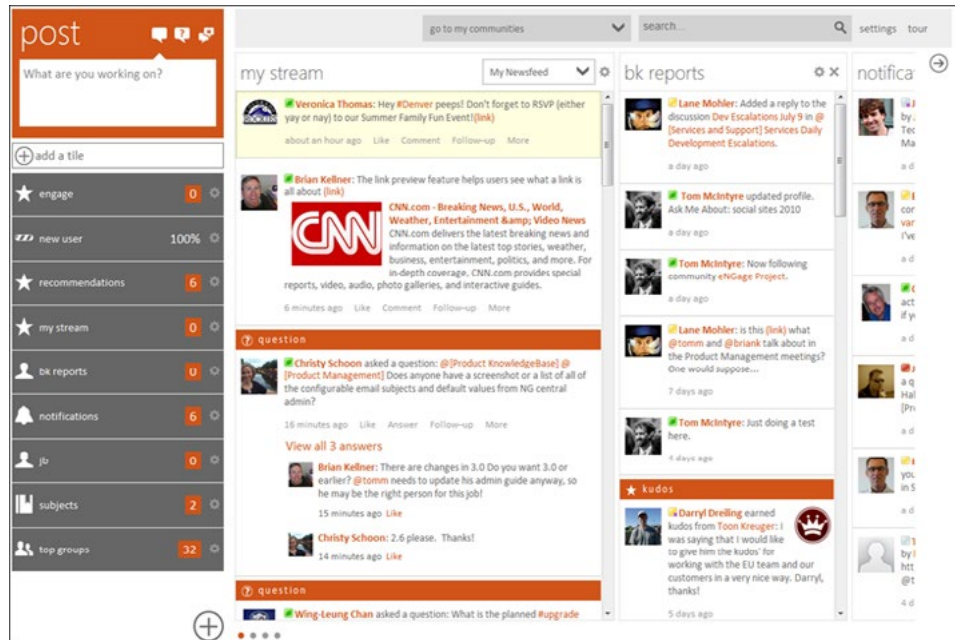 post
What are you working on?
add a tile
engage 0
new user 100%
recommendations 6
my stream 0
bk reports 0
notifications 6
jb 0
subjects 2
top groups 32
go to my communities
search...
settings tour
my stream
My Newsfeed
Veronica Thomas: Hey #Denver peeps! Don't forget to RSVP (either
yay or nay) to our Summer Family Fun Event!(link)
about an hour ago Like Comment Follow-up More
Brian Kellner: The link preview feature helps users see what a link is
all about (link)
CNN
CNN.com - Breaking News, U.S., World,
Weather, Entertainment &amp; Video News
CNN.com delivers the latest breaking news and
information on the latest top stories, weather,
business, entertainment, politics, and more. For
in-depth coverage. CNN.com provides special
reports, video, audio, photo galleries, and interactive guides.
6 minutes ago Like Comment Follow-up More
question
Christy Schoon asked a question: @[Product KnowledgeBase] @
[Product Management] Does anyone have a screenshot or a list of all of
the configurable email subjects and default values from NG central
admin?
16 minutes ago Like Answer Follow-up More
View all 3 answers
Brian Kellner: There are changes in 3.0 Do you want 3.0 or
earlier? @tomm needs to update his admin guide anyway, so
he may be the right person for this job!
15 minutes ago Like
Christy Schoon: 2.6 please. Thanks!
14 minutes ago Like
question
Wing-Leung Chan asked a question: What is the planned #upgrade
bk reports
Lane Mohler: Added a reply to the
discussion Dev Escalations July 9 in @
[Services and Support] Services Daily
Development Escalations.
a day ago
Tom McIntyre updated profile.
Ask Me About: social sites 2010
a day ago
Tom McIntyre: Now following
community eNGage Project.
a day ago
Lane Mohler: is this (link) what
@tomm and @briank talk about in
the Product Management meetings?
One would suppose...
7 days ago
Tom McIntyre: Just doing a test
here.
4 days ago
kudos
Darryl Dreiling earned
kudos from Toon Kreuger: I
was saying that I would like
to give him the kudos' for
working with the EU team and our
customers in a very nice way. Darryl,
thanks!
5 days ago
notifica
by
Tec
Ma
a d
con
var
I've
a d
act
if y
a d
a q
Hal
[Pro
a d
you
in S
a d
by
htt
@t
4 d